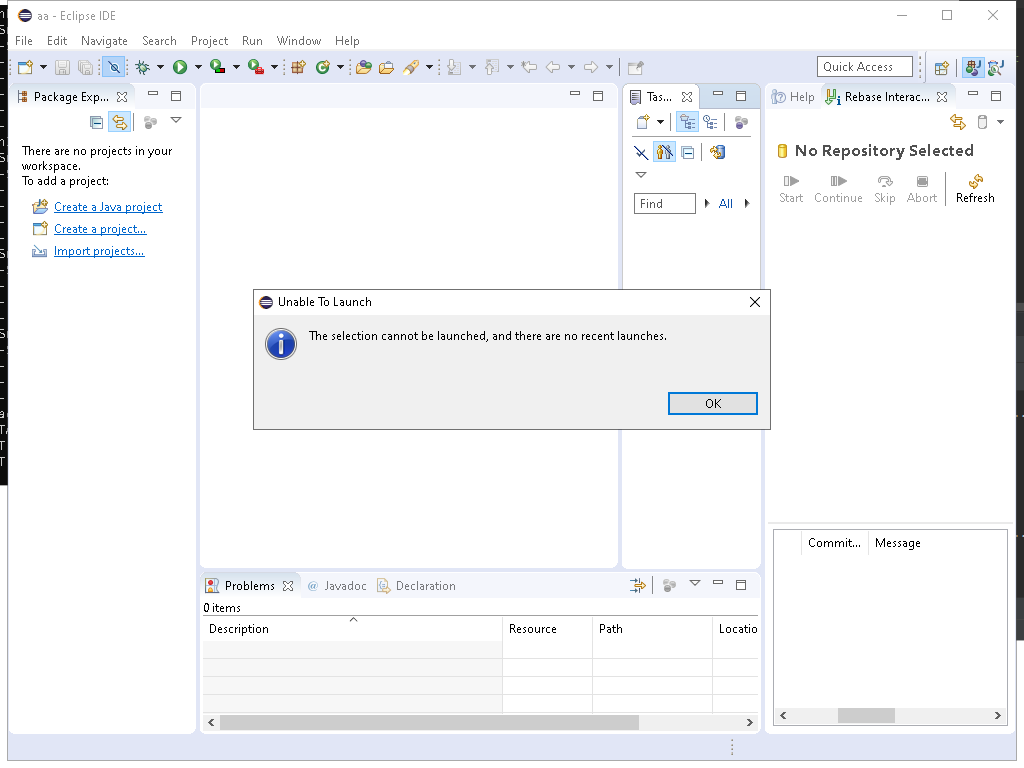 aa - Eclipse IDE
File Edit Navigate Search Project Run Window Help
Quick Access
Package Exp...
There are no projects in your
workspace.
To add a project:
Create a Java project
Create a project...
Import projects...
Tas...
Find
All
Help
Rebase Interac...
No Repository Selected
Start Continue Skip Abort Refresh
Unable To Launch
The selection cannot be launched, and there are no recent launches.
OK
Commit... Message
Problems @ Javadoc Declaration
0 items
Description Resource Path Locatio